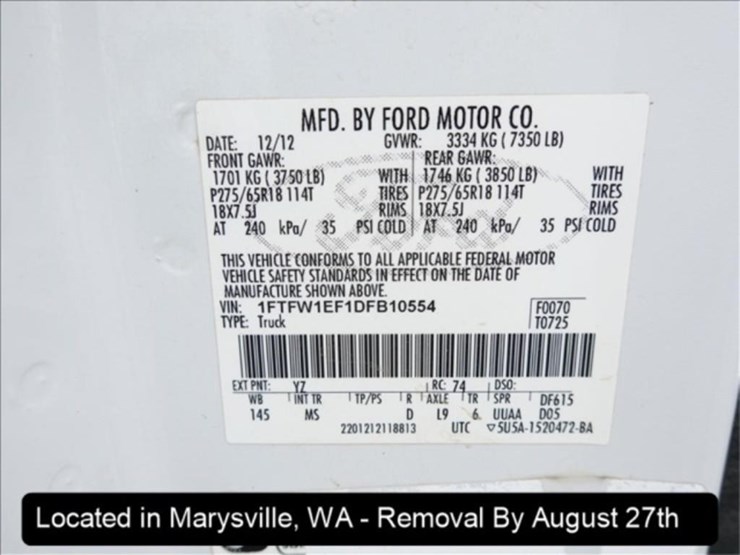 MFD. BY FORD MOTOR CO.
DATE: 12/12 GVWR: 3334 KG ( 7350 LB)
FRONT GAWR: REAR GAWR:
1701 KG ( 3750 LB) WITH 1746 KG ( 3850 LB) WITH
P275/65R18 114T TIRES P275/65R18 114T TIRES
18X7.5J RIMS 18X7.5J RIMS
AT 240 kPa/ 35 PSI COLD AT 240 kPa/ 35 PSI COLD
THIS VEHICLE CONFORMS TO ALL APPLICABLE FEDERAL MOTOR
VEHICLE SAFETY STANDARDS IN EFFECT ON THE DATE OF
MANUFACTURE SHOWN ABOVE.
VIN: 1FTFW1EF1DFB10554 F0070
TYPE: Truck T0725
EXT PNT: YZ RC: 74 DSO:
WB INT TR TP/PS R AXLE TR SPR DF615
145 MS D L9 6. UUAA D05
2201212118813 UTC ▽5U5A-1520472-BA
Located in Marysville, WA - Removal By August 27th